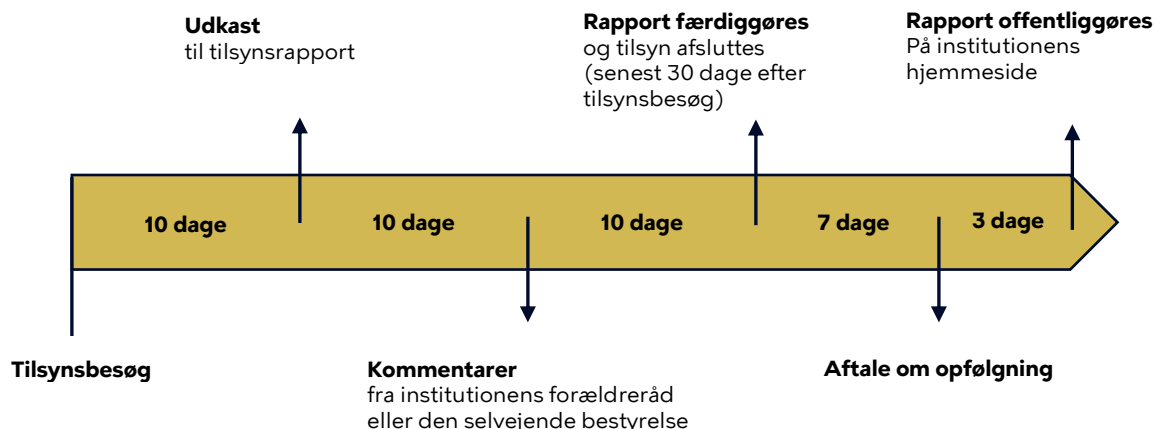 Udkast
til tilsynsrapport
Rapport færdiggøres
og tilsyn afsluttes
(senest 30 dage efter
tilsynsbesøg)
Rapport offentliggøres
På institutionens
hjemmeside
10 dage
10 dage
10 dage
7 dage
3 dage
Tilsynsbesøg
Kommentarer
fra institutionens forældreråd
eller den selvejende bestyrelse
Aftale om opfølgning